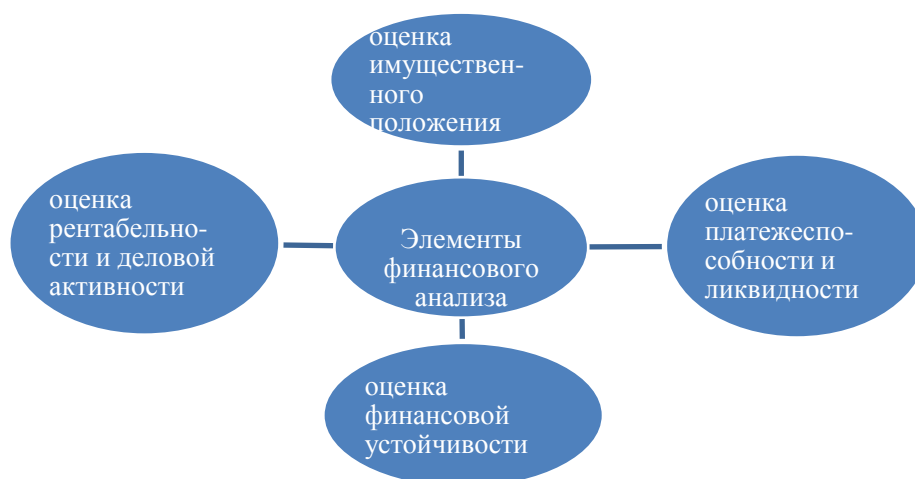 оценка
имуществен-
ного
положения
оценка
рентабельно-
сти и деловой
активности
Элементы
финансового
анализа
оценка
платежеспо-
собности и
ликвидности
оценка
финансовой
устойчивости